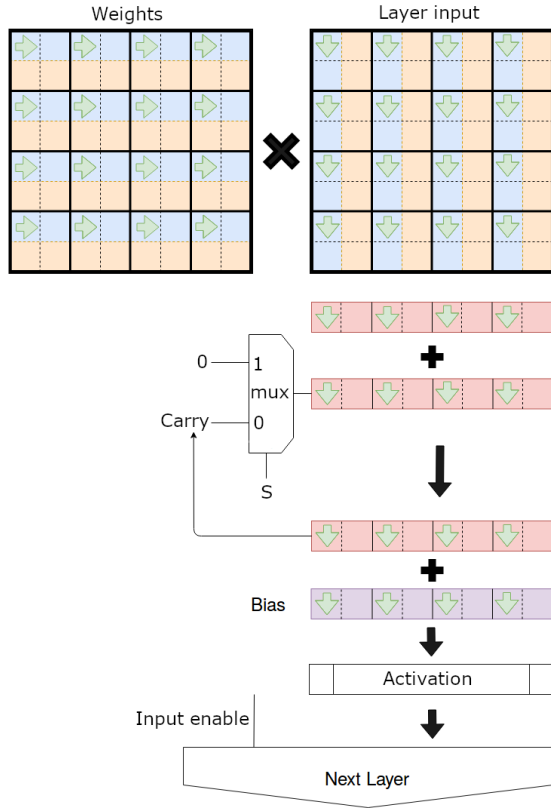 Weights
Layer input
0
1
mux
Carry
0
S
Bias
Activation
Input enable
Next Layer